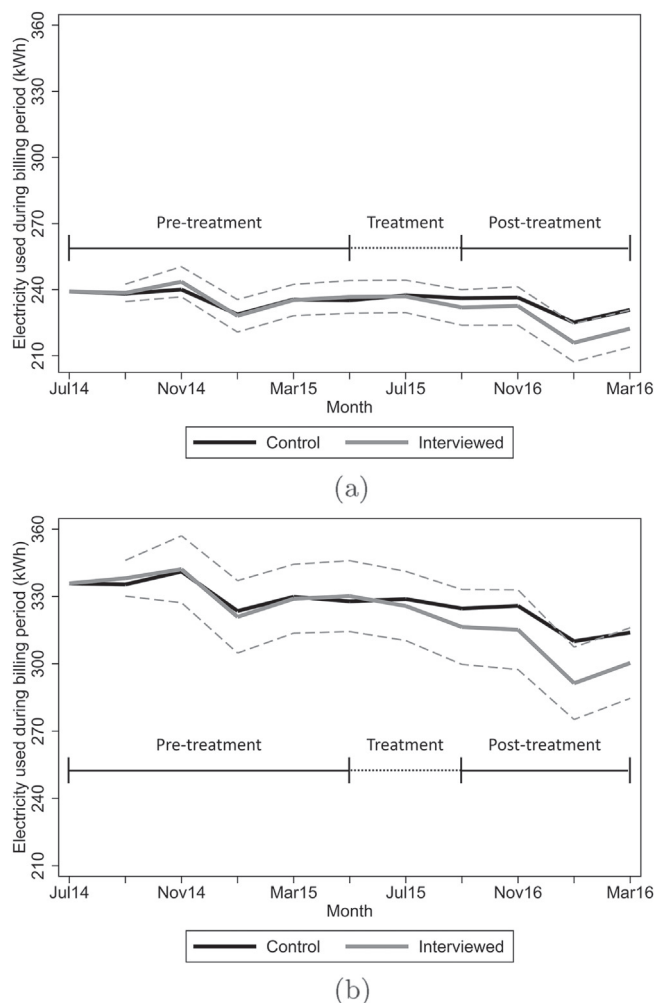 Electricity used during billing period (kWh)
360
330
300
270
240
210
Pre-treatment Treatment Post-treatment
Jul14 Nov14 Mar15 Jul15 Nov16 Mar16
Month
Control Interviewed
(a)
Electricity used during billing period (kWh)
360
330
300
270
240
210
Pre-treatment Treatment Post-treatment
Jul14 Nov14 Mar15 Jul15 Nov16 Mar16
Month
Control Interviewed
(b)